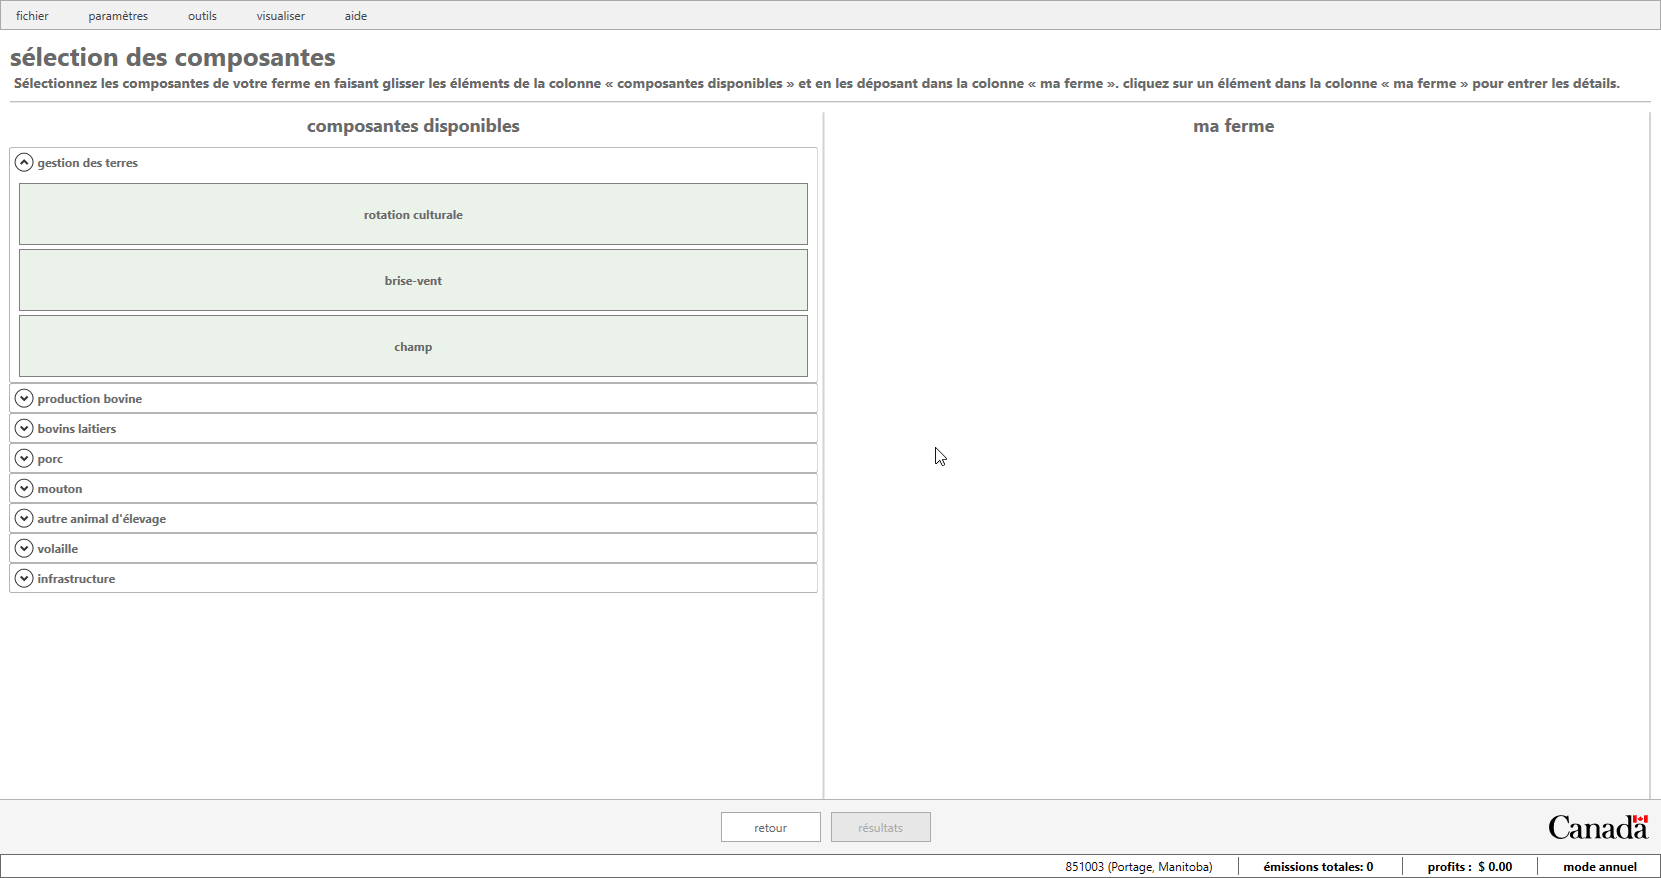 fichier paramètres outils visualiser aide
sélection des composantes
Sélectionnez les composantes de votre ferme en faisant glisser les éléments de la colonne « composantes disponibles » et en les déposant dans la colonne « ma ferme ». cliquez sur un élément dans la colonne « ma ferme » pour entrer les détails.
composantes disponibles
gestion des terres
rotation culturale
brise-vent
champ
production bovine
bovins laitiers
porc
mouton
autre animal d'élevage
volaille
infrastructure
ma ferme
retour résultats
Canada
851003 (Portage, Manitoba) émissions totales: 0 profits : $ 0.00 mode annuel